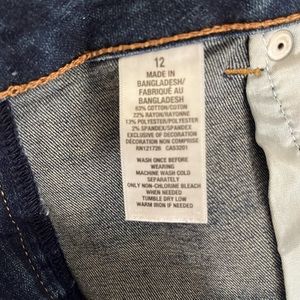 12
MADE IN
BANGLADESH/
FABRIQUÉ AU
BANGLADESH
63% COTTON/COTON
22% RAYON/RAYONNE
13% POLYESTER/POLYESTER
2% SPANDEX/SPANDEX
EXCLUSIVE OF DECORATION
DÉCORATION NON COMPRISE
RN121726 CA53201
WASH ONCE BEFORE
WEARING
MACHINE WASH COLD
SEPARATELY
ONLY NON-CHLORINE BLEACH
WHEN NEEDED
TUMBLE DRY LOW
WARM IRON IF NEEDED